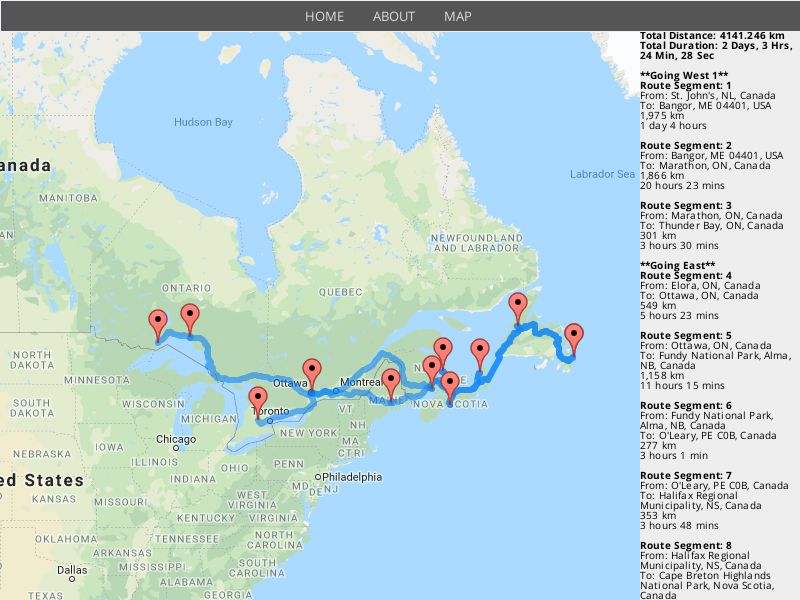 HOME ABOUT MAP
Total Distance: 4141.246 km
Total Duration: 2 Days, 3 Hrs,
24 Min, 28 Sec
**Going West 1**
Route Segment: 1
From: St. John's, NL, Canada
To: Bangor, ME 04401, USA
1,975 km
1 day 4 hours
Route Segment: 2
From: Bangor, ME 04401, USA
To: Marathon, ON, Canada
1,866 km
20 hours 23 mins
Route Segment: 3
From: Marathon, ON, Canada
To: Thunder Bay, ON, Canada
301 km
3 hours 30 mins
**Going East**
Route Segment: 4
From: Elora, ON, Canada
To: Ottawa, ON, Canada
549 km
5 hours 23 mins
Route Segment: 5
From: Ottawa, ON, Canada
To: Fundy National Park, Alma,
NB, Canada
1,158 km
11 hours 15 mins
Route Segment: 6
From: Fundy National Park,
Alma, NB, Canada
To: O'Leary, PE C0B, Canada
277 km
3 hours 1 min
Route Segment: 7
From: O'Leary, PE C0B, Canada
To: Halifax Regional
Municipality, NS, Canada
353 km
3 hours 48 mins
Route Segment: 8
From: Halifax Regional
Municipality, NS, Canada
To: Cape Breton Highlands
National Park, Nova Scotia,
Canada
Hudson Bay
anada
Labrador Sea
MANITOBA
AN
NEWFOUNDLAND
AND LABRADOR
ONTARIO
QUEBEC
NORTH
DAKOTA
MINNESOTA
Ottawa
Montreal
NE
MAINE
NOVA SCOTIA
SOUTH
DAKOTA
WISCONSIN
MICHIGAN
Toronto
VT
NH
NEW YORK
MA
CT RI
Chicago
IOWA
NEBRASKA
ILLINOIS
OHIO
PENN
INDIANA
Philadelphia
MD
DE
NJ
ed States
KANSAS
MISSOURI
WEST
VIRGINIA
KENTUCKY
VIRGINIA
OKLAHOMA
TENNESSEE
NORTH
CAROLINA
ARKANSAS
MISSISSIPPI
SOUTH
CAROLINA
Dallas
ALABAMA
GEORGIA
TEXAS